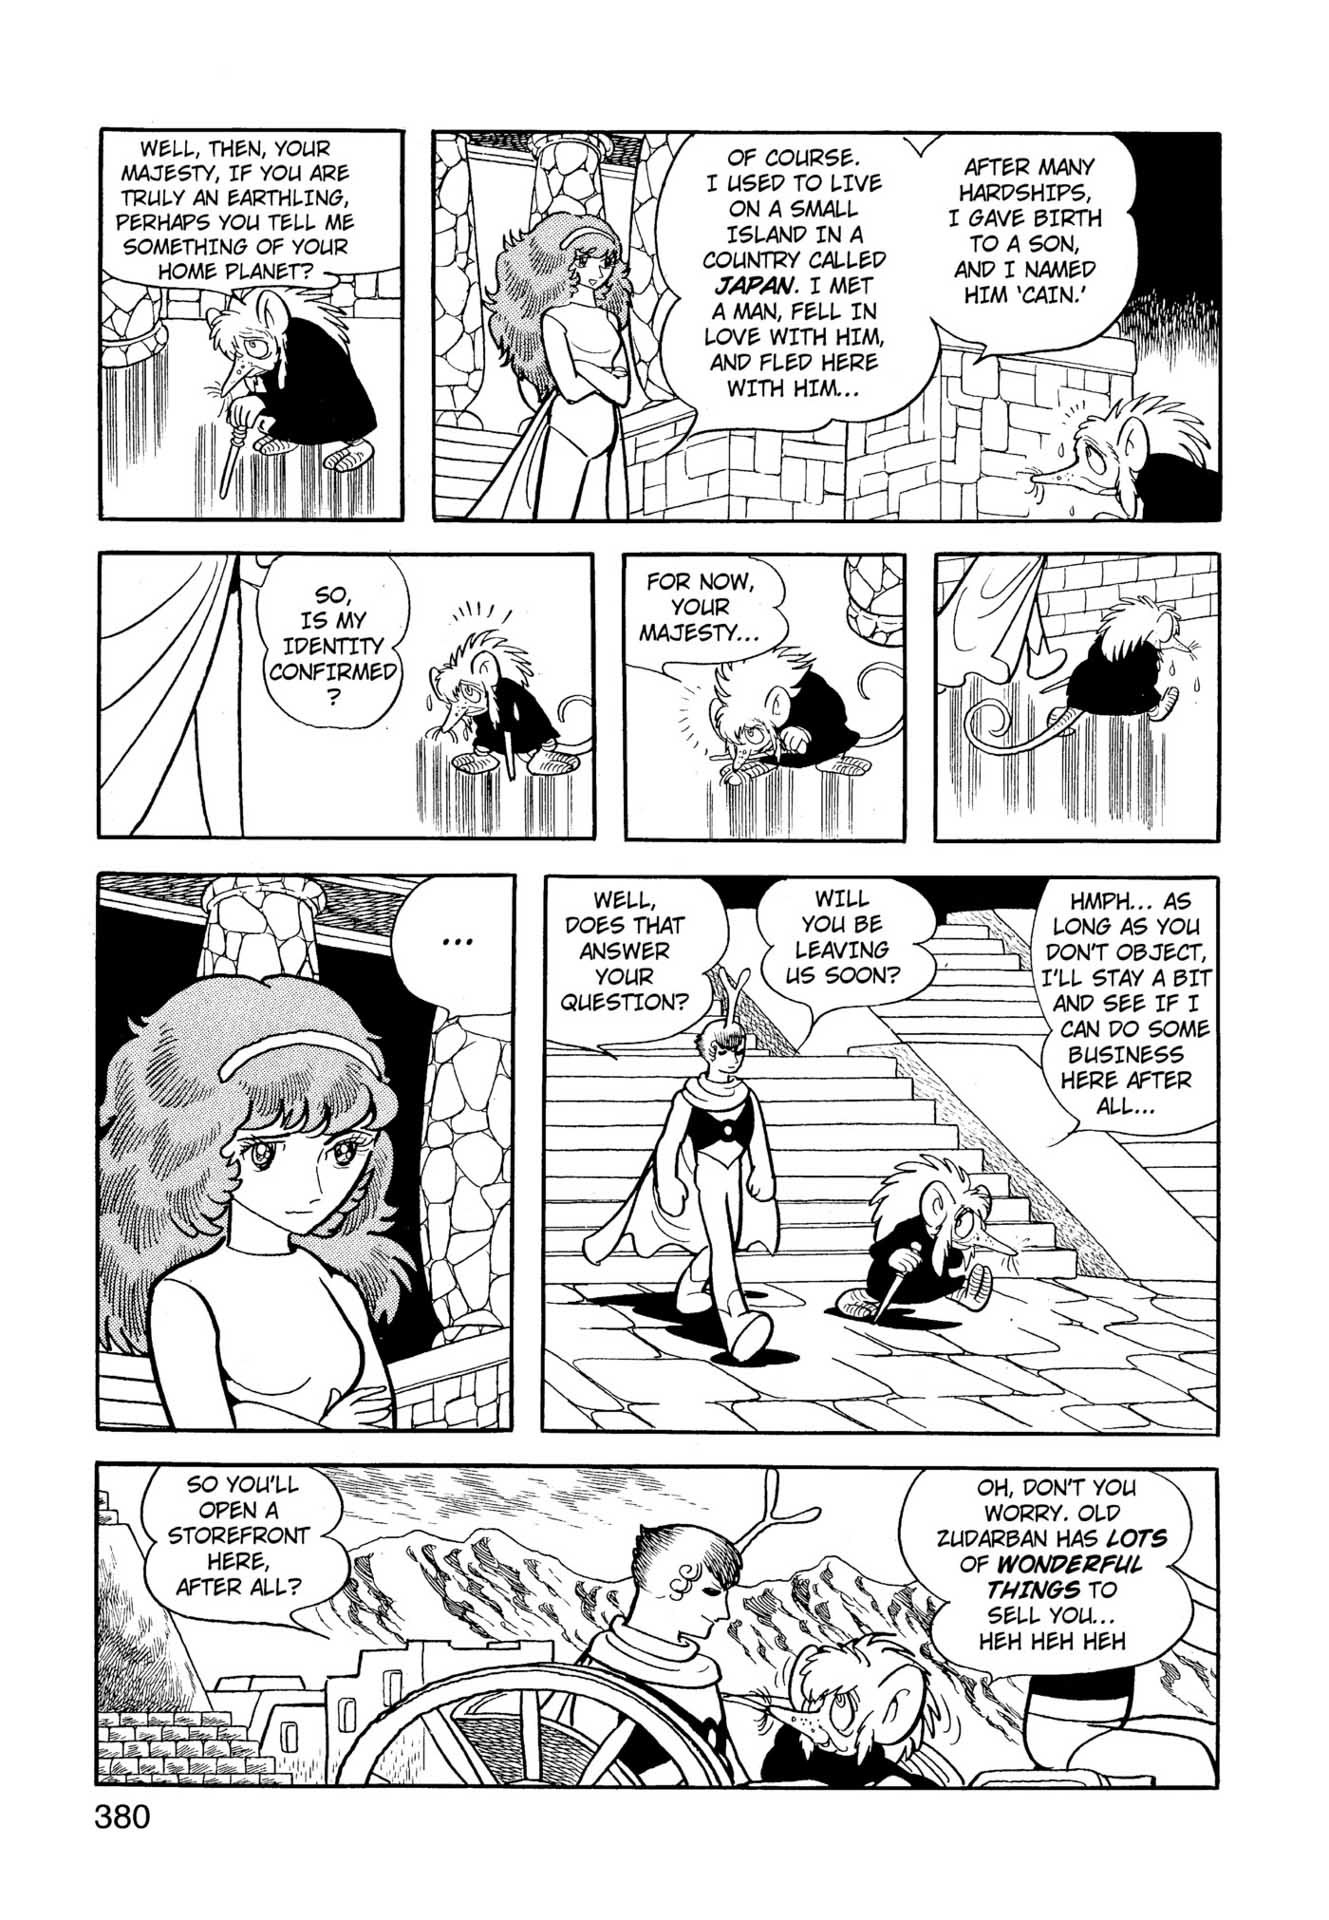 WELL, THEN, YOUR
MAJESTY, IF YOU ARE
TRULY AN EARTHLING,
PERHAPS YOU TELL ME
SOMETHING OF YOUR
HOME PLANET?
OF COURSE.
I USED TO LIVE
ON A SMALL
ISLAND IN A
COUNTRY CALLED
JAPAN. I MET
A MAN, FELL IN
LOVE WITH HIM,
AND FLED HERE
WITH HIM...
AFTER MANY
HARDSHIPS,
I GAVE BIRTH
TO A SON,
AND I NAMED
HIM 'CAIN.'
SO,
IS MY
IDENTITY
CONFIRMED
?
FOR NOW,
YOUR
MAJESTY...
...
WELL,
DOES THAT
ANSWER
YOUR
QUESTION?
WILL
YOU BE
LEAVING
US SOON?
HMPH... AS
LONG AS YOU
DON'T OBJECT,
I'LL STAY A BIT
AND SEE IF I
CAN DO SOME
BUSINESS
HERE AFTER
ALL...
SO YOU'LL
OPEN A
STOREFRONT
HERE,
AFTER ALL?
OH, DON'T YOU
WORRY. OLD
ZUDARBAN HAS LOTS
OF WONDERFUL
THINGS TO
SELL YOU...
HEH HEH HEH
380